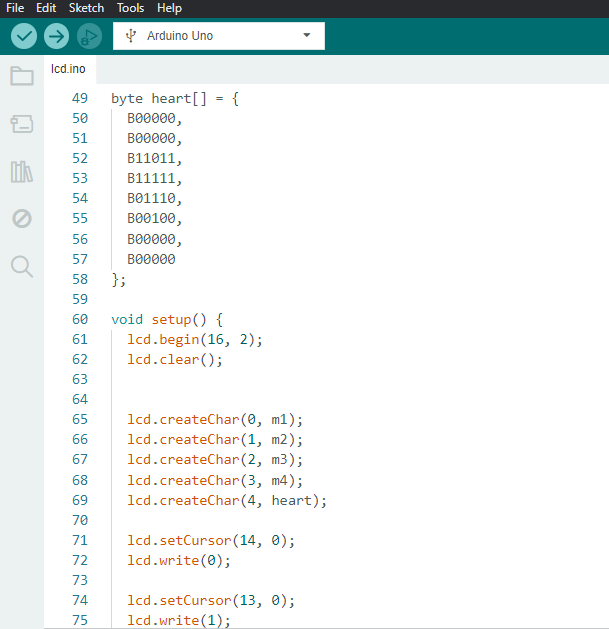 File Edit Sketch Tools Help
Arduino Uno
lcd.ino
49 byte heart[] = {
50 B00000,
51 B00000,
52 B11011,
53 B11111,
54 B01110,
55 B00100,
56 B00000,
57 B00000
58 };
59
60 void setup() {
61 lcd.begin(16, 2);
62 lcd.clear();
63
64
65 lcd.createChar(0, m1);
66 lcd.createChar(1, m2);
67 lcd.createChar(2, m3);
68 lcd.createChar(3, m4);
69 lcd.createChar(4, heart);
70
71 lcd.setCursor(14, 0);
72 lcd.write(0);
73
74 lcd.setCursor(13, 0);
75 lcd.write(1);